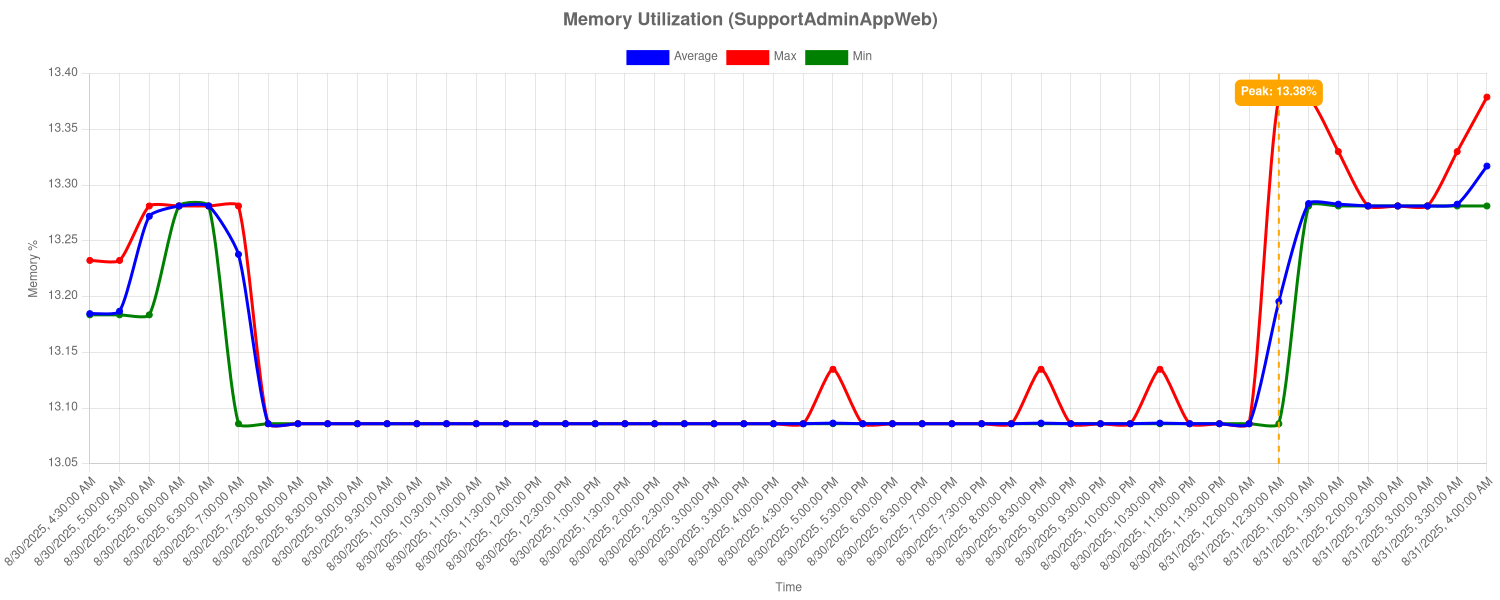 Memory Utilization (SupportAdminAppWeb)
Average Max Min
Peak: 13.38%
13.40
13.35
13.30
13.25
13.20
13.15
13.10
13.05
Memory %
8/30/2025, 4:30:00 AM
8/30/2025, 5:00:00 AM
8/30/2025, 5:30:00 AM
8/30/2025, 6:00:00 AM
8/30/2025, 6:30:00 AM
8/30/2025, 7:00:00 AM
8/30/2025, 7:30:00 AM
8/30/2025, 8:00:00 AM
8/30/2025, 8:30:00 AM
8/30/2025, 9:00:00 AM
8/30/2025, 9:30:00 AM
8/30/2025, 10:00:00 AM
8/30/2025, 10:30:00 AM
8/30/2025, 11:00:00 AM
8/30/2025, 11:30:00 AM
8/30/2025, 12:00:00 PM
8/30/2025, 12:30:00 PM
8/30/2025, 1:00:00 PM
8/30/2025, 1:30:00 PM
8/30/2025, 2:00:00 PM
8/30/2025, 2:30:00 PM
8/30/2025, 3:00:00 PM
8/30/2025, 3:30:00 PM
8/30/2025, 4:00:00 PM
8/30/2025, 4:30:00 PM
8/30/2025, 5:00:00 PM
8/30/2025, 5:30:00 PM
8/30/2025, 6:00:00 PM
8/30/2025, 6:30:00 PM
8/30/2025, 7:00:00 PM
8/30/2025, 7:30:00 PM
8/30/2025, 8:00:00 PM
8/30/2025, 8:30:00 PM
8/30/2025, 9:00:00 PM
8/30/2025, 9:30:00 PM
8/30/2025, 10:00:00 PM
8/30/2025, 10:30:00 PM
8/30/2025, 11:00:00 PM
8/30/2025, 11:30:00 PM
8/31/2025, 12:00:00 AM
8/31/2025, 12:30:00 AM
8/31/2025, 1:00:00 AM
8/31/2025, 1:30:00 AM
8/31/2025, 2:00:00 AM
8/31/2025, 2:30:00 AM
8/31/2025, 3:00:00 AM
8/31/2025, 3:30:00 AM
8/31/2025, 4:00:00 AM
Time